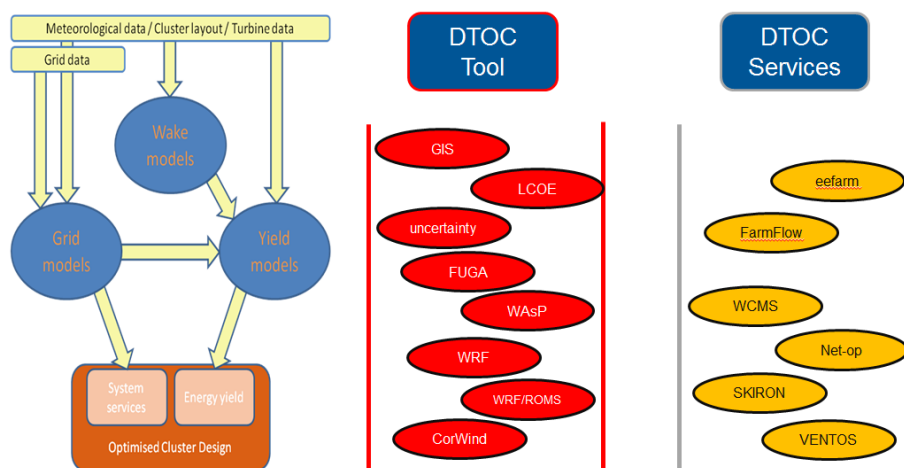 Meteorological data / Cluster layout / Turbine data
Grid data
Wake
models
Grid
models
Yield
models
System
services
Energy yield
Optimised Cluster Design
DTOC
Tool
GIS
LCOE
uncertainty
FUGA
WAsP
WRF
WRF/ROMS
CorWind
DTOC
Services
eefarm
FarmFlow
WCMS
Net-op
SKIRON
VENTOS